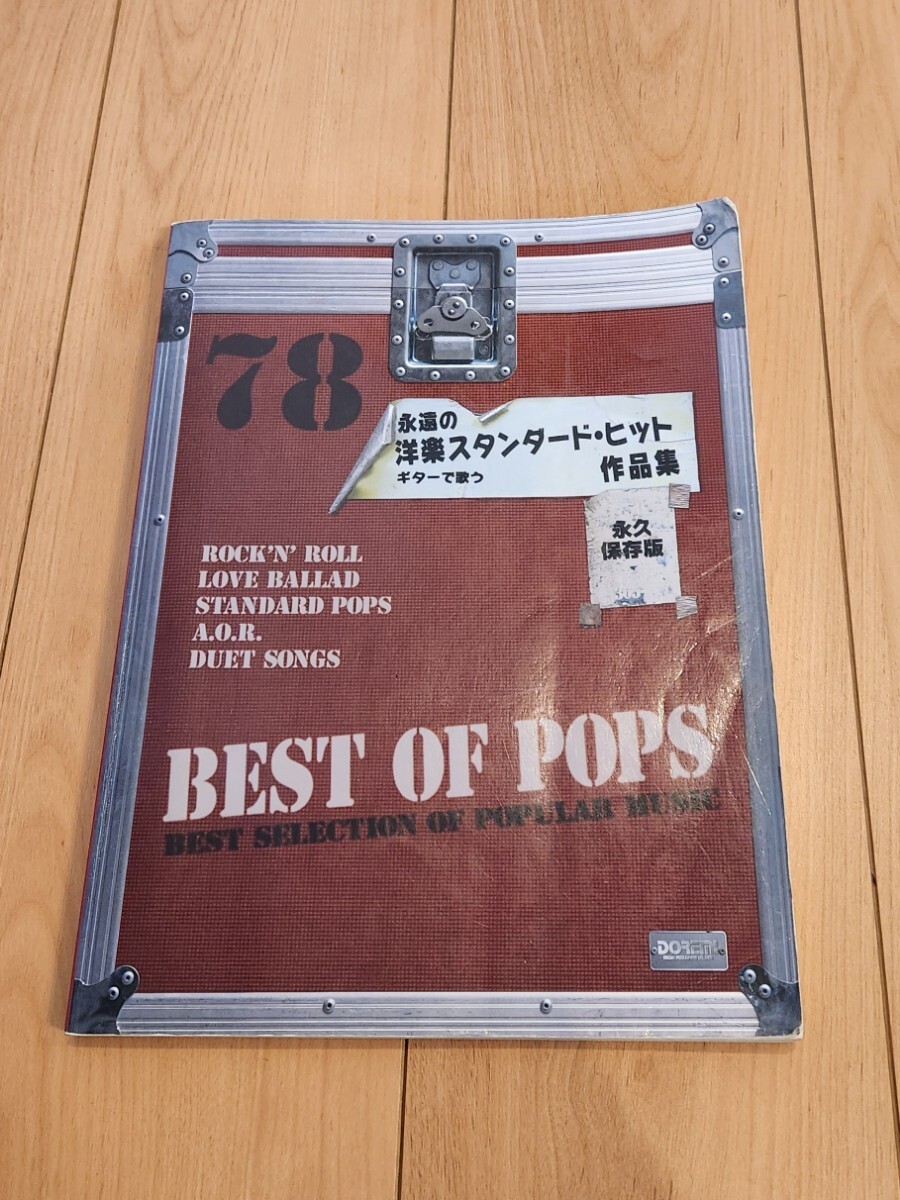 78
永遠の
洋楽スタンダード・ヒット
作品集
ギターで歌う
永久
保存版
ROCK'N' ROLL
LOVE BALLAD
STANDARD POPS
A.O.R.
DUET SONGS
BEST OF POPS
BEST SELECTION OF POPULAR MUSIC
DOREMI